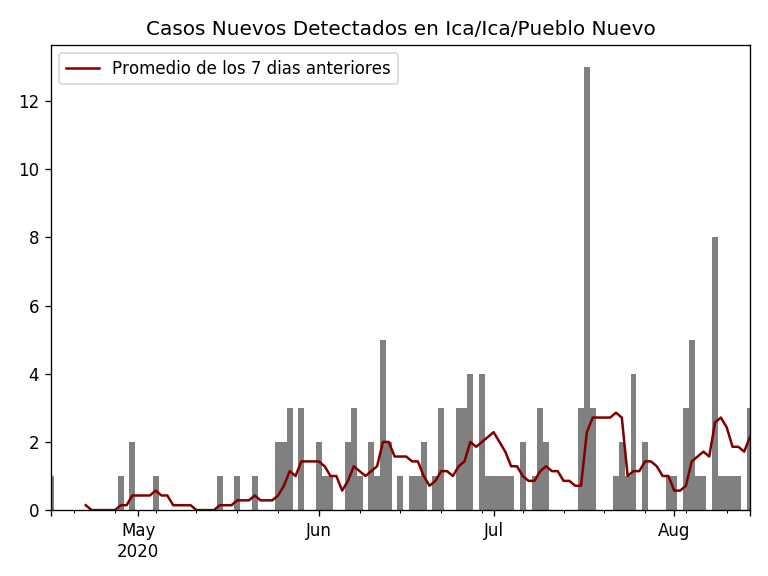 Casos Nuevos Detectados en Ica/Ica/Pueblo Nuevo
Promedio de los 7 dias anteriores
12
10
8
6
4
2
0
May Jun Jul Aug
2020